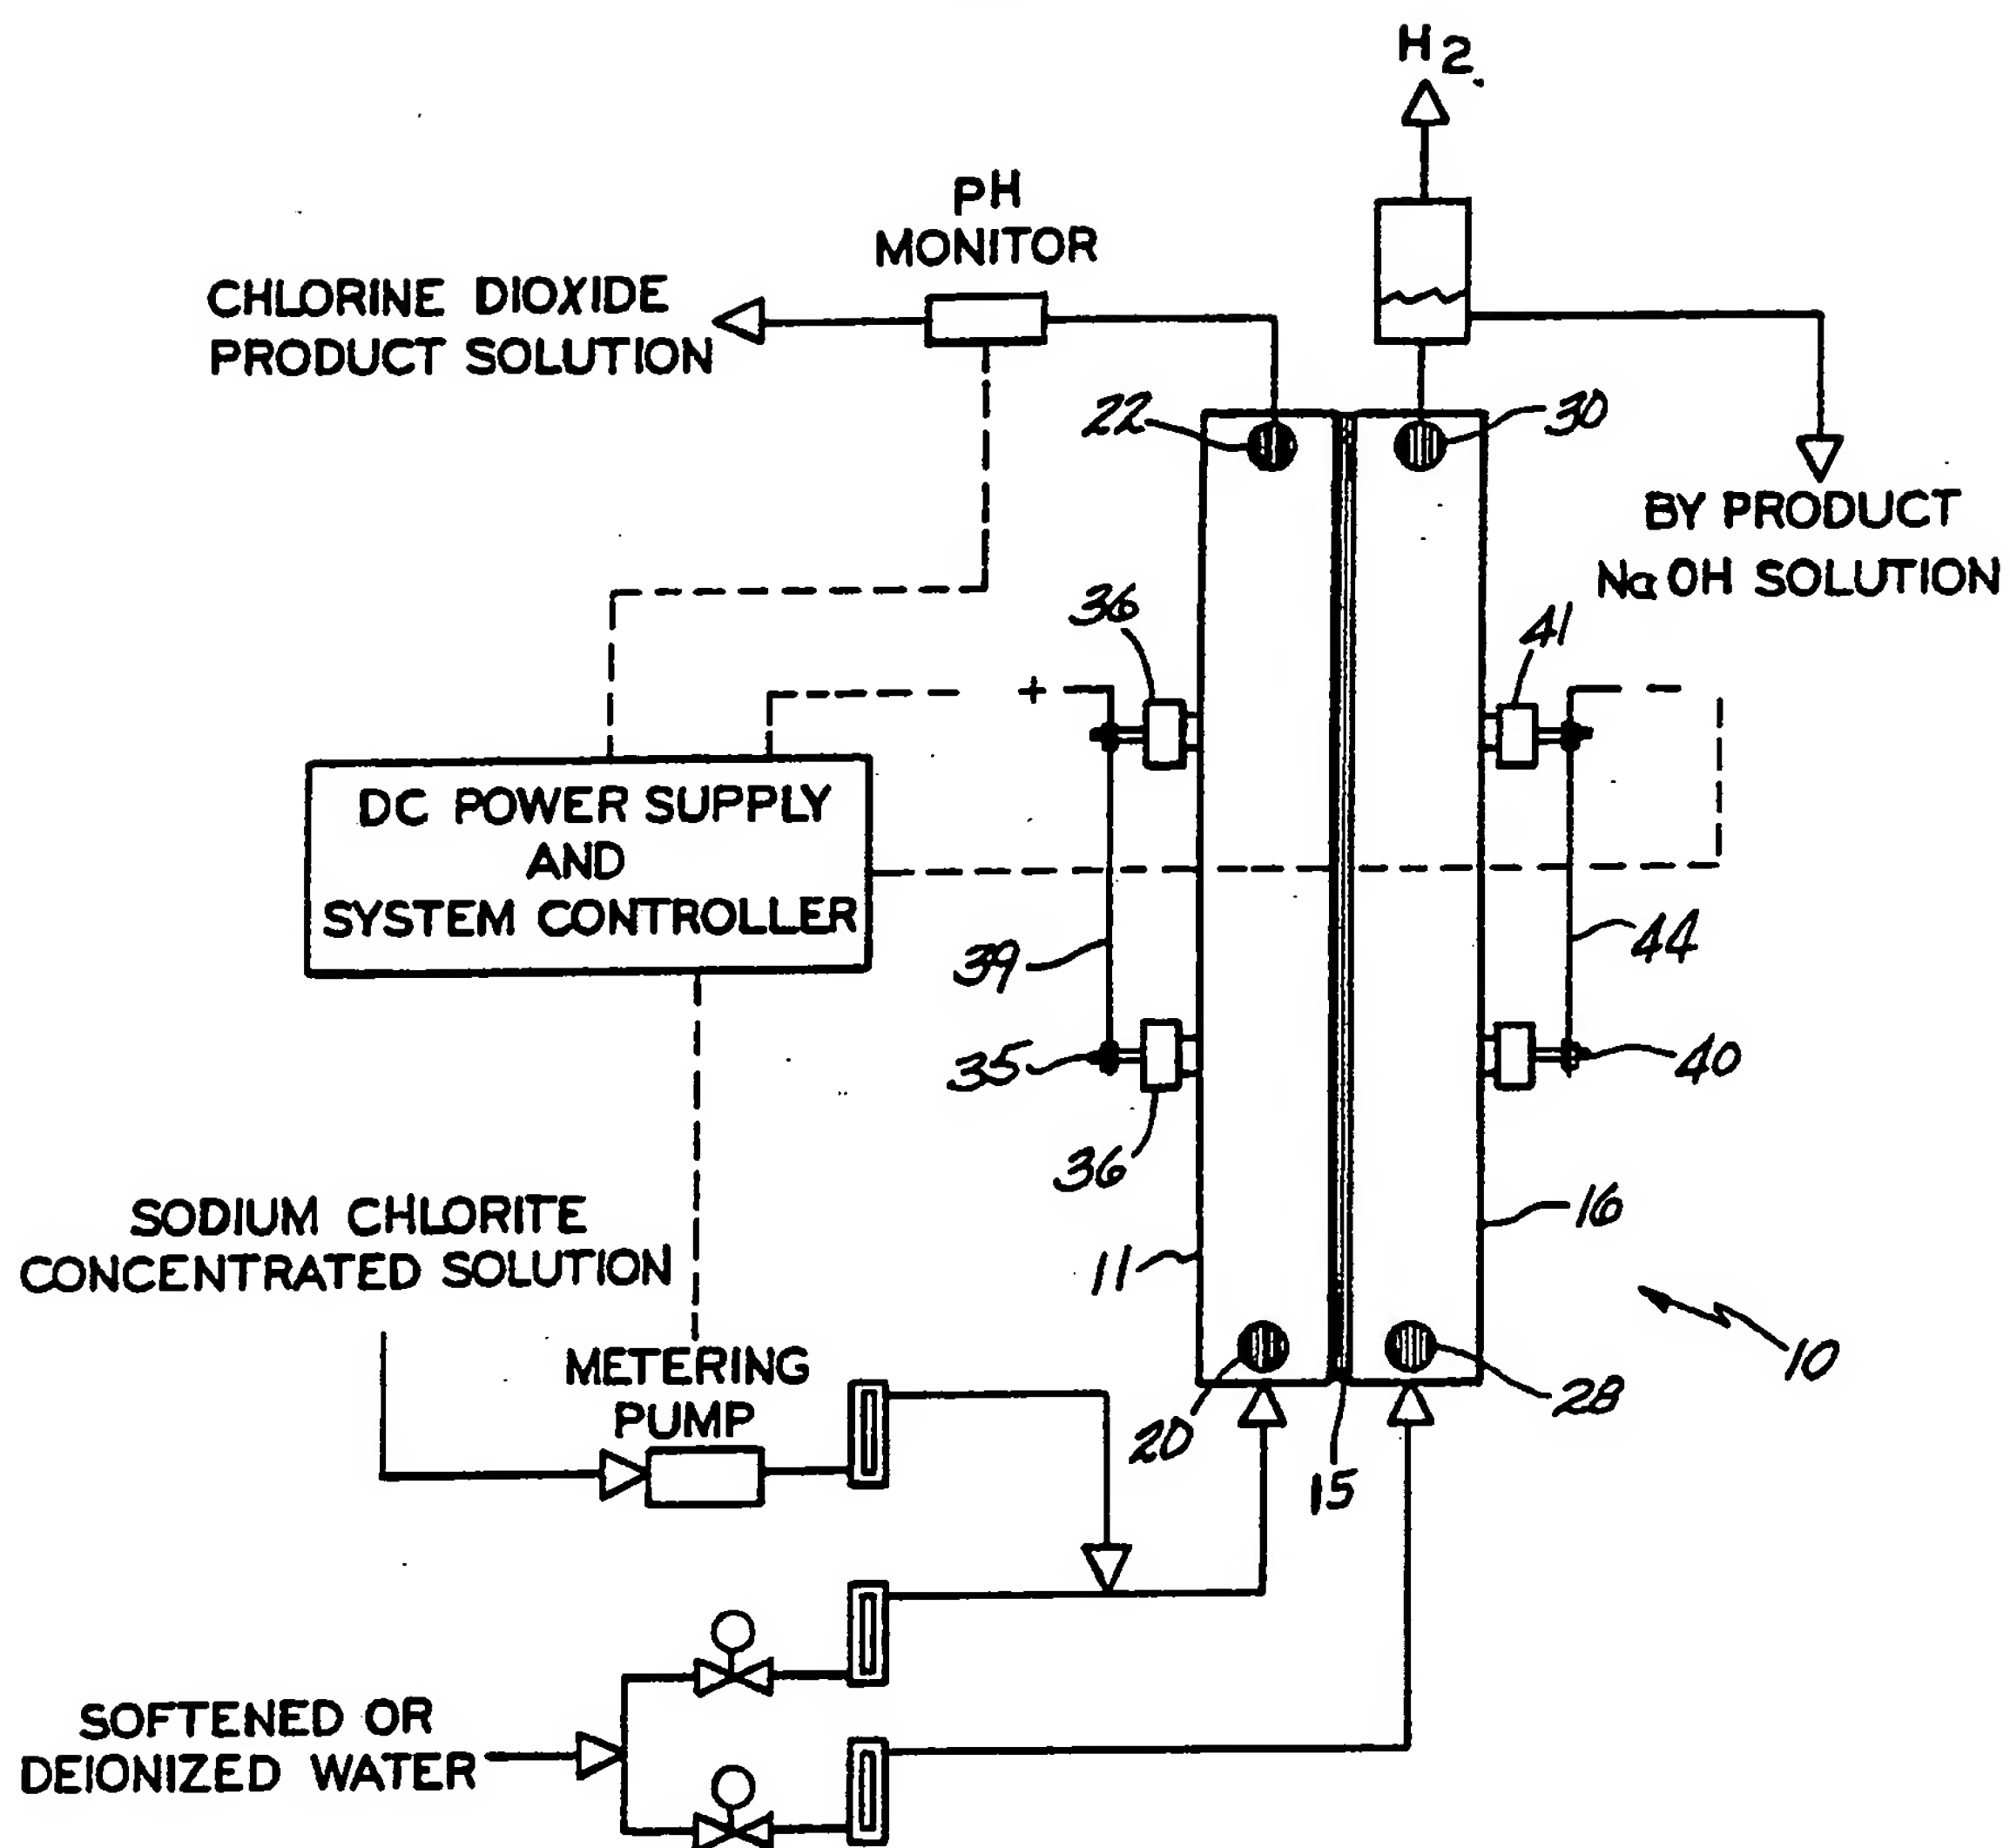 H2
pH
MONITOR
CHLORINE DIOXIDE
PRODUCT SOLUTION
22
30
BY PRODUCT
NaOH SOLUTION
36
41
+
DC POWER SUPPLY
AND
SYSTEM CONTROLLER
39
44
35
40
36
16
SODIUM CHLORITE
CONCENTRATED SOLUTION
11
10
METERING
PUMP
20
28
15
SOFTENED OR
DEIONIZED WATER